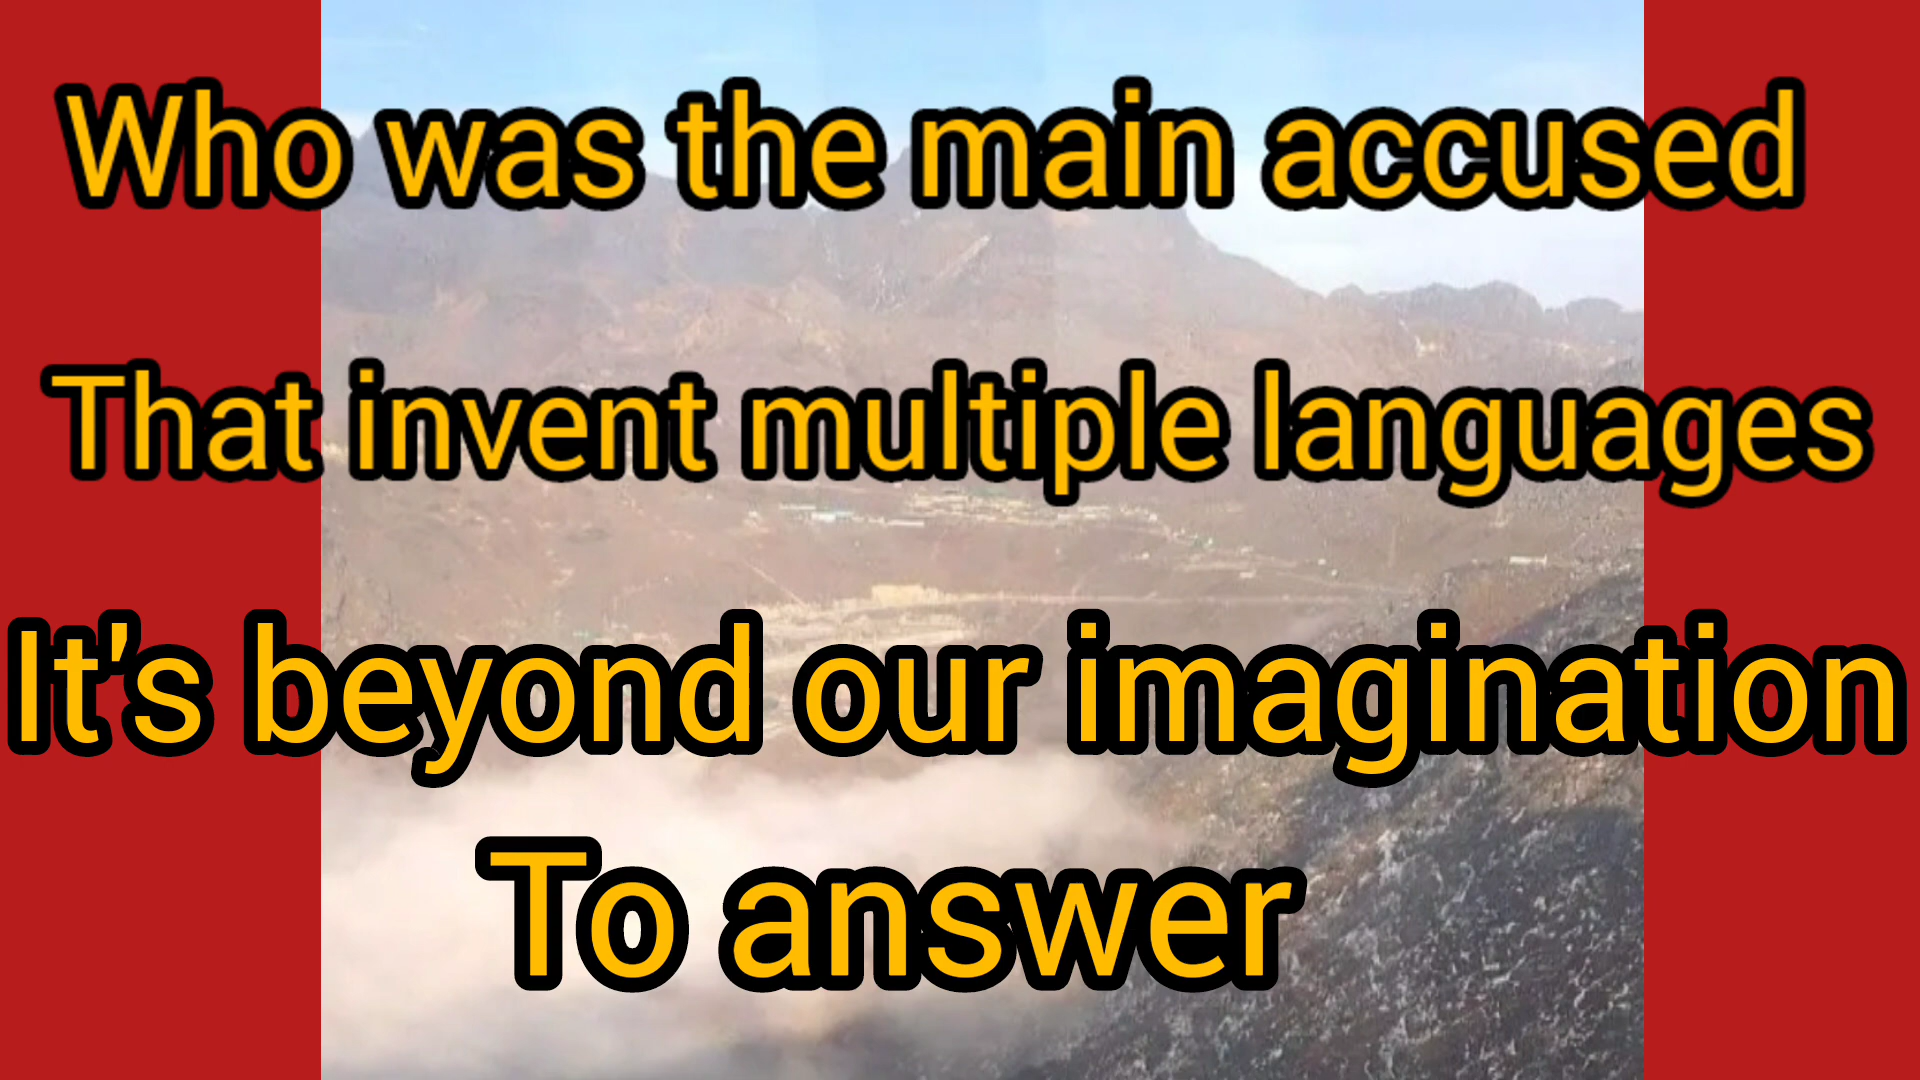 Who was the main accused
That invent multiple languages
It's beyond our imagination
To answer